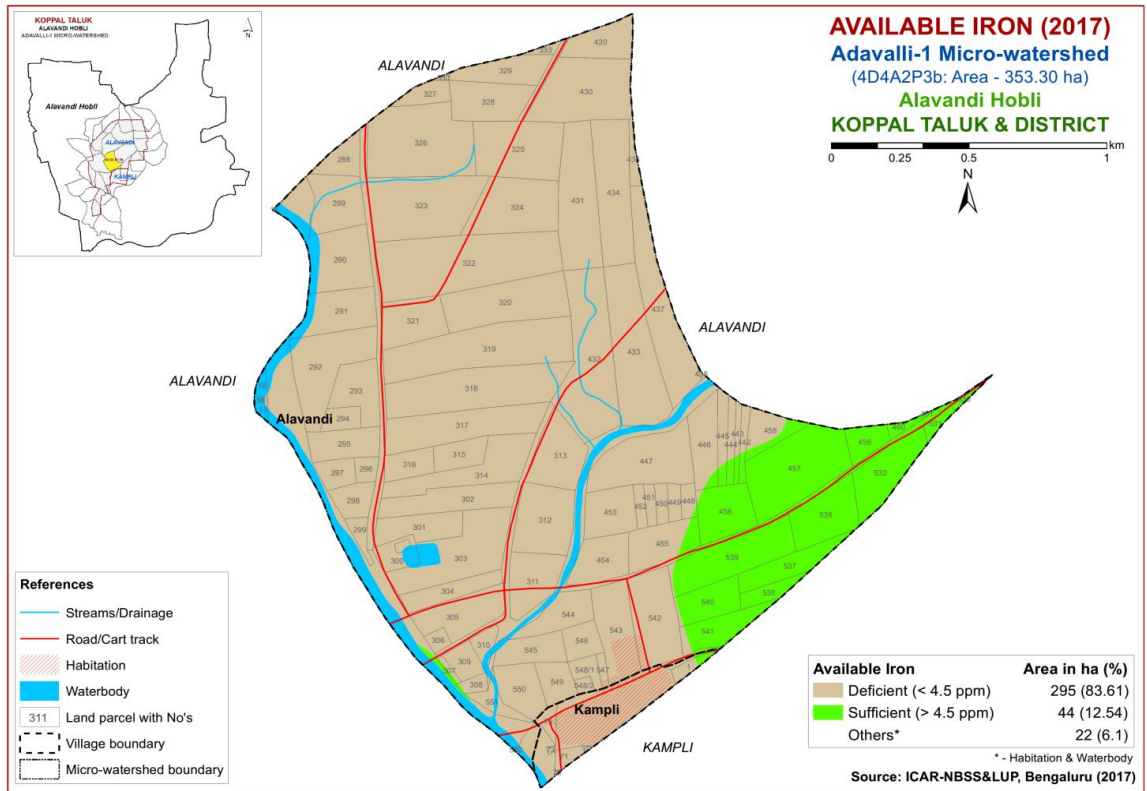 KOPPAL TALUK
ALAVANDI HOBLI
ADAVALLI-1 MICRO-WATERSHED
N
Alavandi Hobli
ALAVANDI
KAMPLI
AVAILABLE IRON (2017)
Adavalli-1 Micro-watershed
(4D4A2P3b: Area - 353.30 ha)
Alavandi Hobli
KOPPAL TALUK & DISTRICT
km
0 0.25 0.5 1
N
ALAVANDI
ALAVANDI
ALAVANDI
Alavandi
Kampli
KAMPLI
333 420
329
327 328 430
326 325
288
289 323 324 431 434
290 322
291 321 320 437
292 319 432 433
293 318
294 317
295 316 315 313 447 446 445 443 444 442 458
297 296 314 457 459 460 532
298 302 312 453 452 451 450 449 448 456
299 301 538
300 303 454 455 539
304 311 537
305 544 543 542 540 536
306 310 545 546 541
307 309 548/1 547
308 549 548/2
550
71
References
Streams/Drainage
Road/Cart track
Habitation
Waterbody
311 Land parcel with No's
Village boundary
Micro-watershed boundary
Available Iron Area in ha (%)
Deficient (< 4.5 ppm) 295 (83.61)
Sufficient (> 4.5 ppm) 44 (12.54)
Others* 22 (6.1)
* - Habitation & Waterbody
Source: ICAR-NBSS&LUP, Bengaluru (2017)